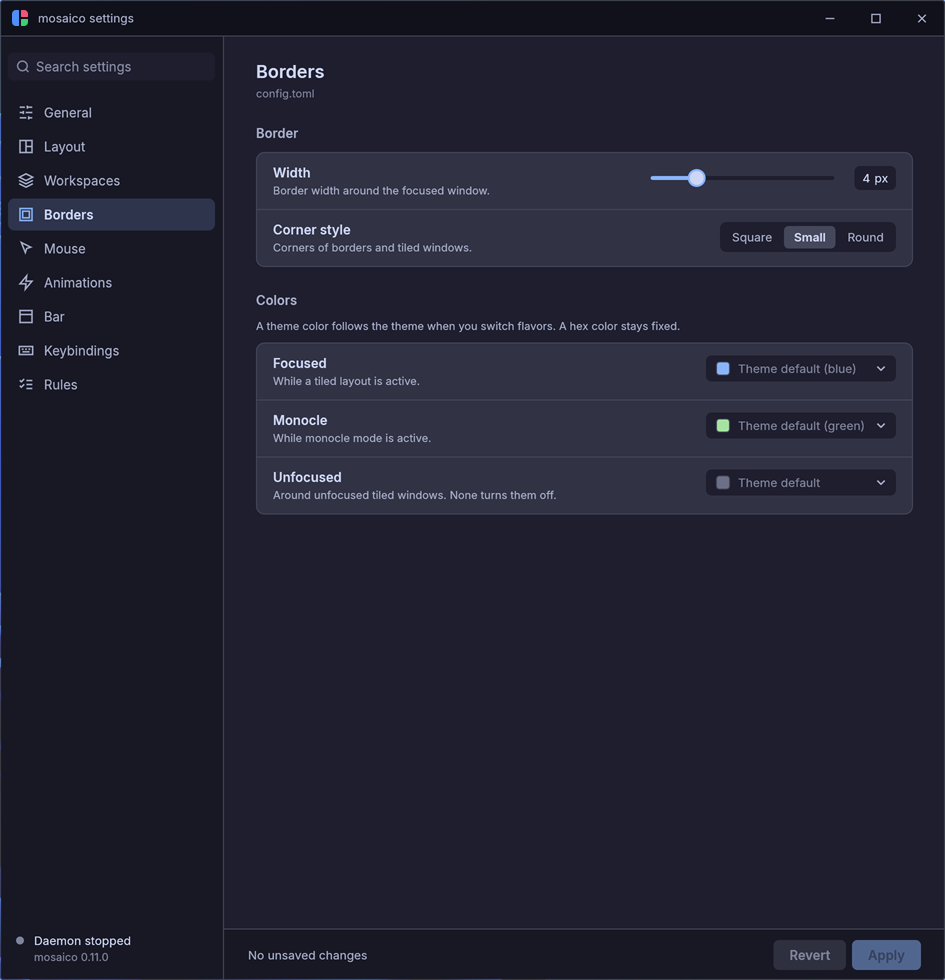 mosaico settings
Search settings
General
Layout
Workspaces
Borders
Mouse
Animations
Bar
Keybindings
Rules
Daemon stopped
mosaico 0.11.0
Borders
config.toml
Border
Width
Border width around the focused window.
4 px
Corner style
Corners of borders and tiled windows.
Square Small Round
Colors
A theme color follows the theme when you switch flavors. A hex color stays fixed.
Focused
While a tiled layout is active.
Theme default (blue)
Monocle
While monocle mode is active.
Theme default (green)
Unfocused
Around unfocused tiled windows. None turns them off.
Theme default
No unsaved changes
Revert Apply